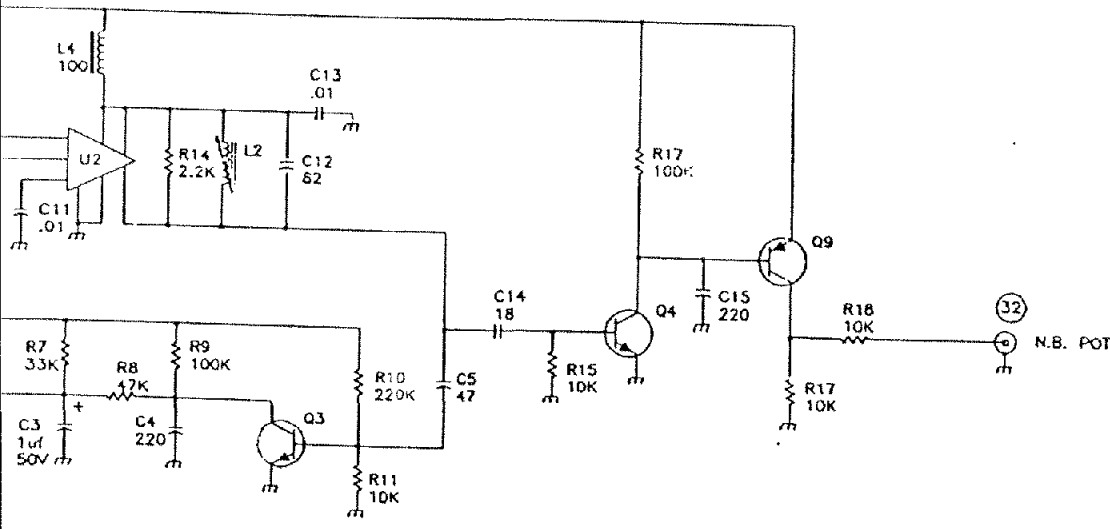 L4
100
C13
.01
U2
R14
2.2K
L2
C12
62
R17
100K
C11
.01
Q9
C14
18
Q4
C15
220
R18
10K
32
N.B. POT
R7
33K
R8
47K
R9
100K
R10
220K
C5
47
R15
10K
R17
10K
+
C3
1uf
50V
C4
220
Q3
R11
10K